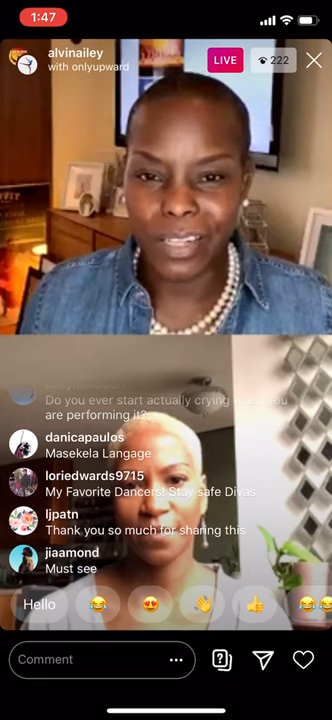 1:47
alvinailey
with onlyupward
LIVE
222
Do you ever start actually crying when you
are performing it?
danicapaulos
Masekela Langage
loriedwards9715
My Favorite Dancers! Stay safe Divas
ljpatn
Thank you so much for sharing this
jiaamond
Must see
Hello
Comment